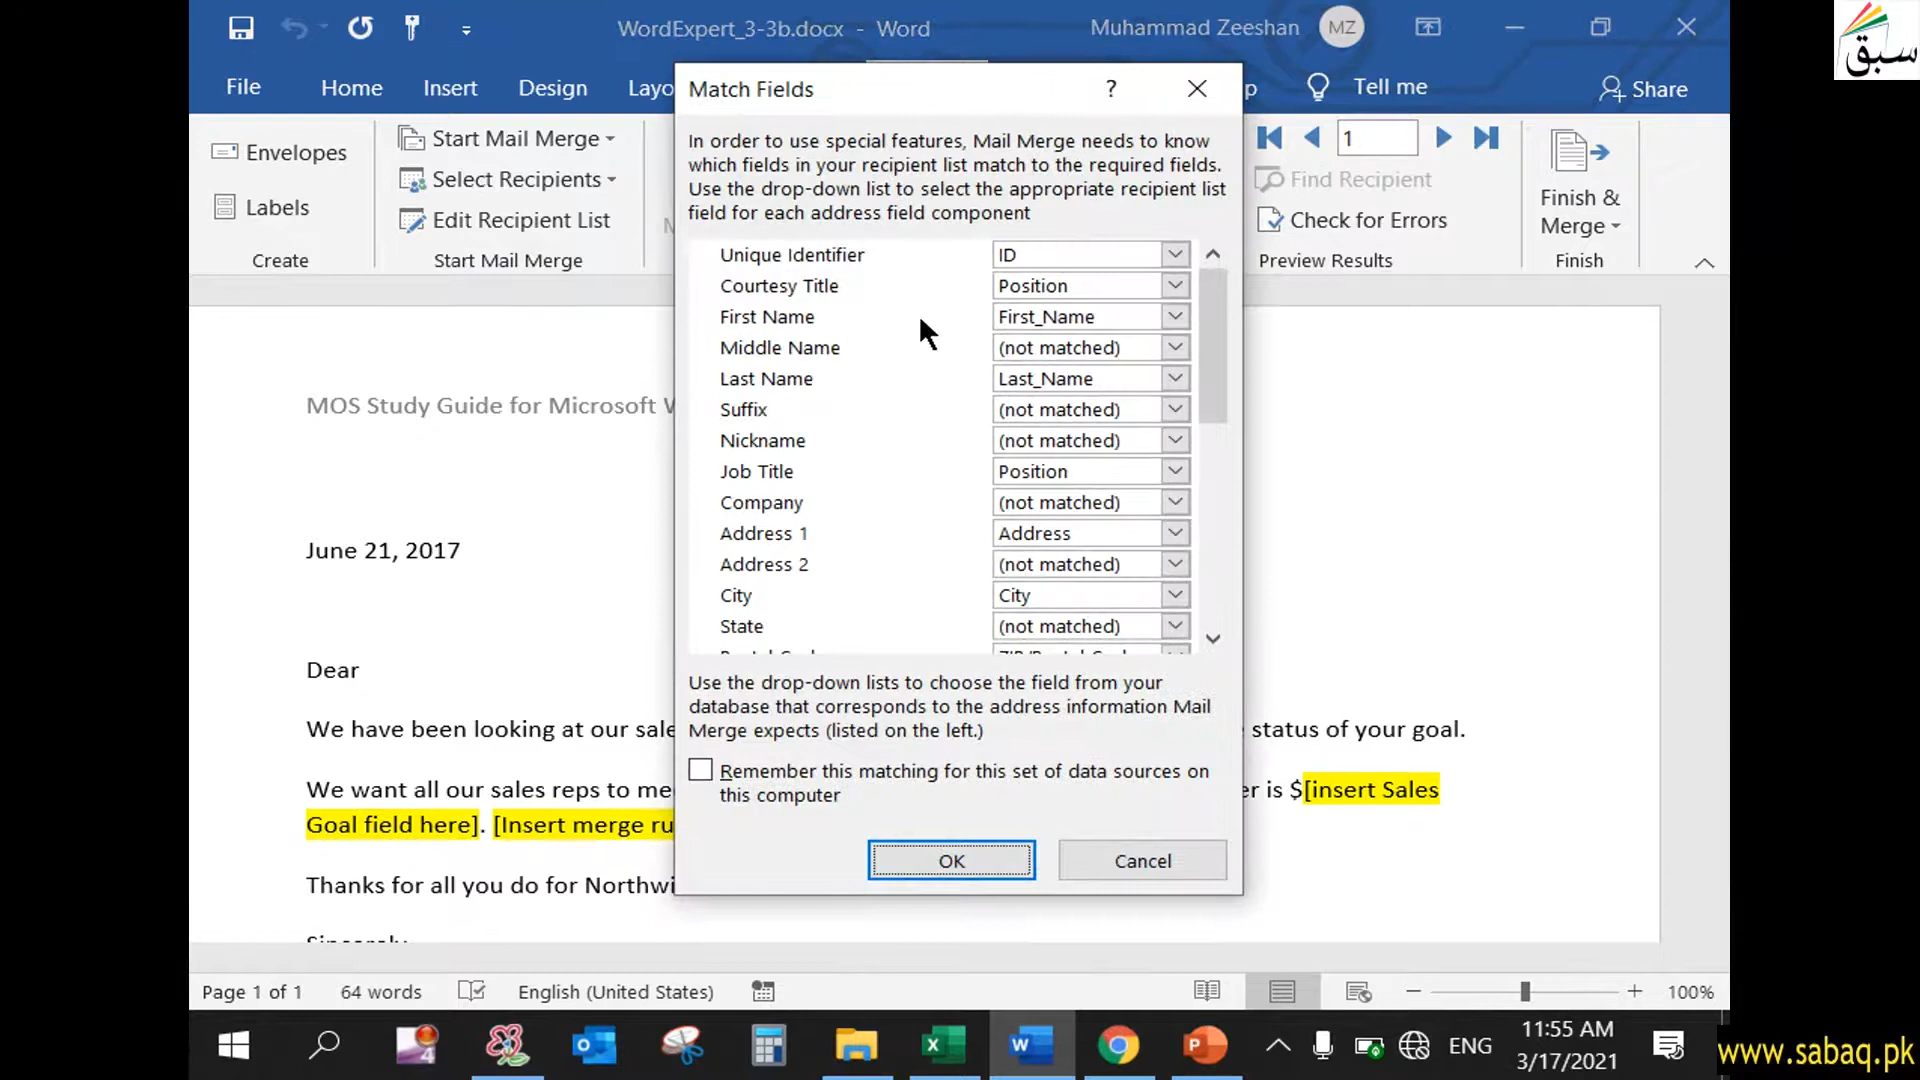 WordExpert_3-3b.docx - Word
Muhammad Zeeshan
MZ
سبق
File
Home
Insert
Design
Layo
p
Tell me
Share
Envelopes
Labels
Create
Start Mail Merge
Select Recipients
Edit Recipient List
Start Mail Merge
1
Find Recipient
Check for Errors
Preview Results
Finish &
Merge
Finish
Match Fields
?
In order to use special features, Mail Merge needs to know
which fields in your recipient list match to the required fields.
Use the drop-down list to select the appropriate recipient list
field for each address field component
Unique Identifier ID
Courtesy Title Position
First Name First_Name
Middle Name (not matched)
Last Name Last_Name
Suffix (not matched)
Nickname (not matched)
Job Title Position
Company (not matched)
Address 1 Address
Address 2 (not matched)
City City
State (not matched)
Use the drop-down lists to choose the field from your
database that corresponds to the address information Mail
Merge expects (listed on the left.)
Remember this matching for this set of data sources on
this computer
OK
Cancel
MOS Study Guide for Microsoft
June 21, 2017
Dear
We have been looking at our sale status of your goal.
We want all our sales reps to me er is $[insert Sales
Goal field here]. [Insert merge ru
Thanks for all you do for Northwi
Page 1 of 1
64 words
English (United States)
100%
4
ENG
11:55 AM
3/17/2021
www.sabaq.pk